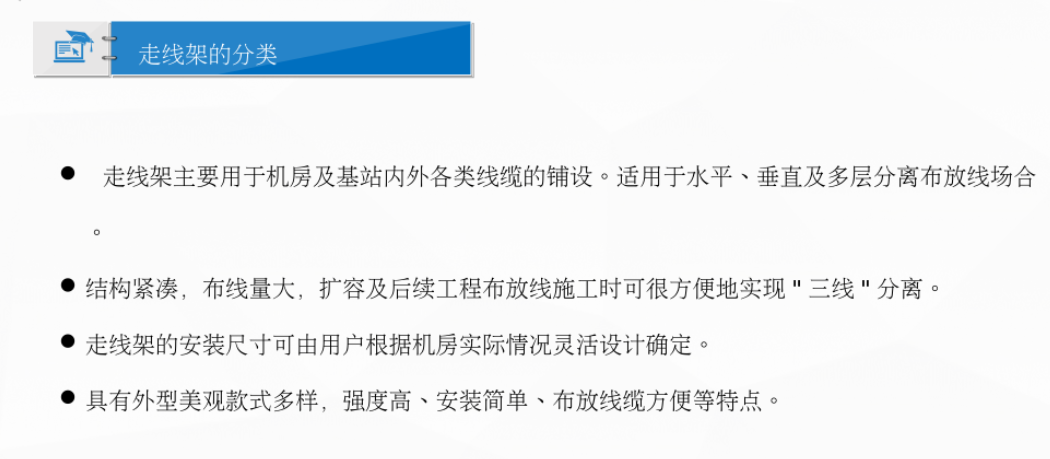 走线架的分类
● 走线架主要用于机房及基站内外各类线缆的铺设。适用于水平、垂直及多层分离布放线场合
。
● 结构紧凑，布线量大，扩容及后续工程布放线施工时可很方便地实现"三线"分离。
● 走线架的安装尺寸可由用户根据机房实际情况灵活设计确定。
● 具有外型美观款式多样，强度高、安装简单、布放线缆方便等特点。